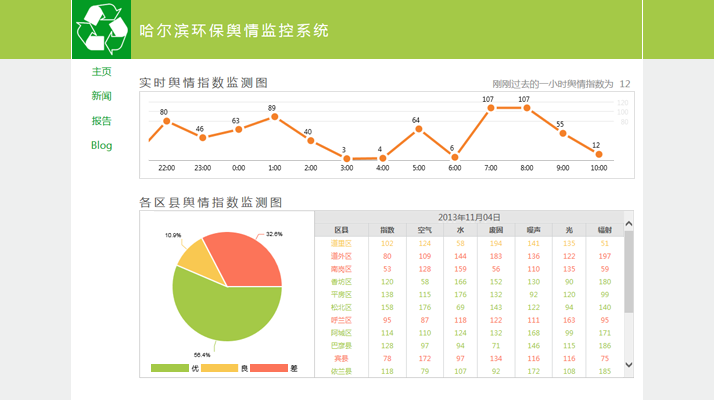 哈尔滨环保舆情监控系统
主页
新闻
报告
Blog
实时舆情指数监测图
刚刚过去的一小时舆情指数为 12
120
100
80
80 46 63 89 40 3 4 64 6 107 107 55 12
22:00 23:00 0:00 1:00 2:00 3:00 4:00 5:00 6:00 7:00 8:00 9:00 10:00
各区县舆情指数监测图
10.9%
32.6%
56.4%
优 良 差
2013年11月04日
区县 指数 空气 水 废固 噪声 光 辐射
道里区 102 124 58 194 141 135 51
道外区 80 109 144 183 136 122 197
南岗区 53 128 159 56 110 135 59
香坊区 120 58 166 152 130 90 180
平房区 138 115 176 132 92 120 99
松北区 158 176 69 143 122 94 140
呼兰区 95 87 118 122 111 163 95
阿城区 114 110 124 132 168 99 171
巴彦县 128 97 94 71 146 115 186
宾县 78 172 97 134 116 116 75
依兰县 118 79 107 92 172 108 185